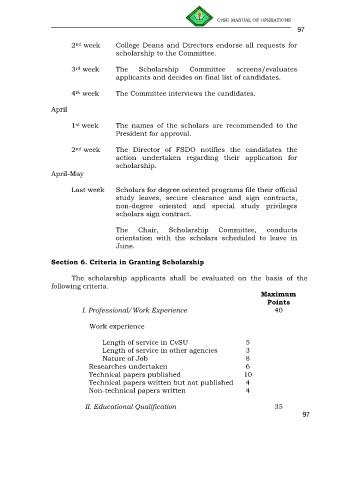 CvSU MANUAL OF OPERATIONS
97
2nd week College Deans and Directors endorse all requests for
scholarship to the Committee.
3rd week The Scholarship Committee screens/evaluates
applicants and decides on final list of candidates.
4th week The Committee interviews the candidates.
April
1st week The names of the scholars are recommended to the
President for approval.
2nd week The Director of FSDO notifies the candidates the
action undertaken regarding their application for
scholarship.
April-May
Last week Scholars for degree oriented programs file their official
study leaves, secure clearance and sign contracts,
non-degree oriented and special study privileges
scholars sign contract.
The Chair, Scholarship Committee, conducts
orientation with the scholars scheduled to leave in
June.
Section 6. Criteria in Granting Scholarship
The scholarship applicants shall be evaluated on the basis of the
following criteria.
Maximum
Points
I. Professional/Work Experience 40
Work experience
Length of service in CvSU 5
Length of service in other agencies 3
Nature of Job 8
Researches undertaken 6
Technical papers published 10
Technical papers written but not published 4
Non-technical papers written 4
II. Educational Qualification 35
97